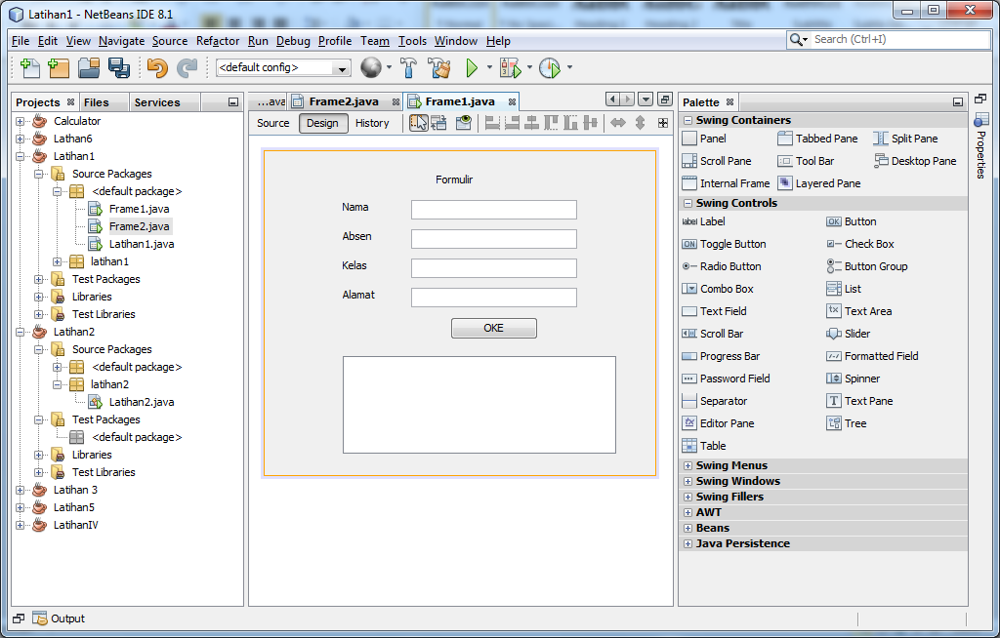 Latihan1 - NetBeans IDE 8.1
File Edit View Navigate Source Refactor Run Debug Profile Team Tools Window Help
Search (Ctrl+I)
<default config>
Projects Files Services
Calculator
Lathan6
Latihan1
Source Packages
<default package>
Frame1.java
Frame2.java
Latihan1.java
latihan1
Test Packages
Libraries
Test Libraries
Latihan2
Source Packages
<default package>
latihan2
Latihan2.java
Test Packages
<default package>
Libraries
Test Libraries
Latihan 3
Latihan5
LatihanIV
...ava Frame2.java Frame1.java
Source Design History
Formulir
Nama
Absen
Kelas
Alamat
OKE
Palette
Swing Containers
Panel Tabbed Pane Split Pane
Scroll Pane Tool Bar Desktop Pane
Internal Frame Layered Pane
Swing Controls
label Label OK Button
ON Toggle Button Check Box
Radio Button Button Group
Combo Box List
Text Field Text Area
Scroll Bar Slider
Progress Bar Formatted Field
Password Field Spinner
Separator T Text Pane
Editor Pane Tree
Table
Swing Menus
Swing Windows
Swing Fillers
AWT
Beans
Java Persistence
Properties
Output